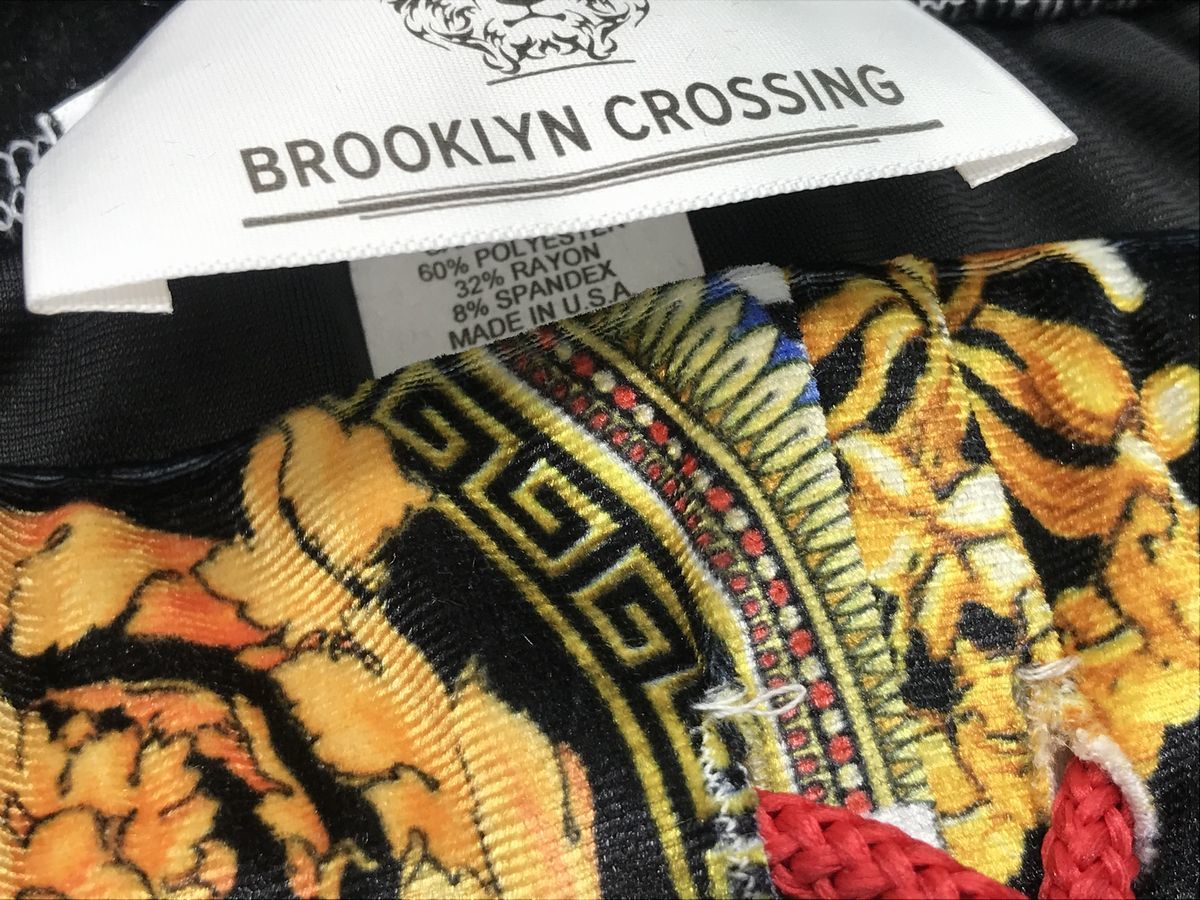 BROOKLYN CROSSING
60% POLYESTER
32% RAYON
8% SPANDEX
MADE IN U.S.A